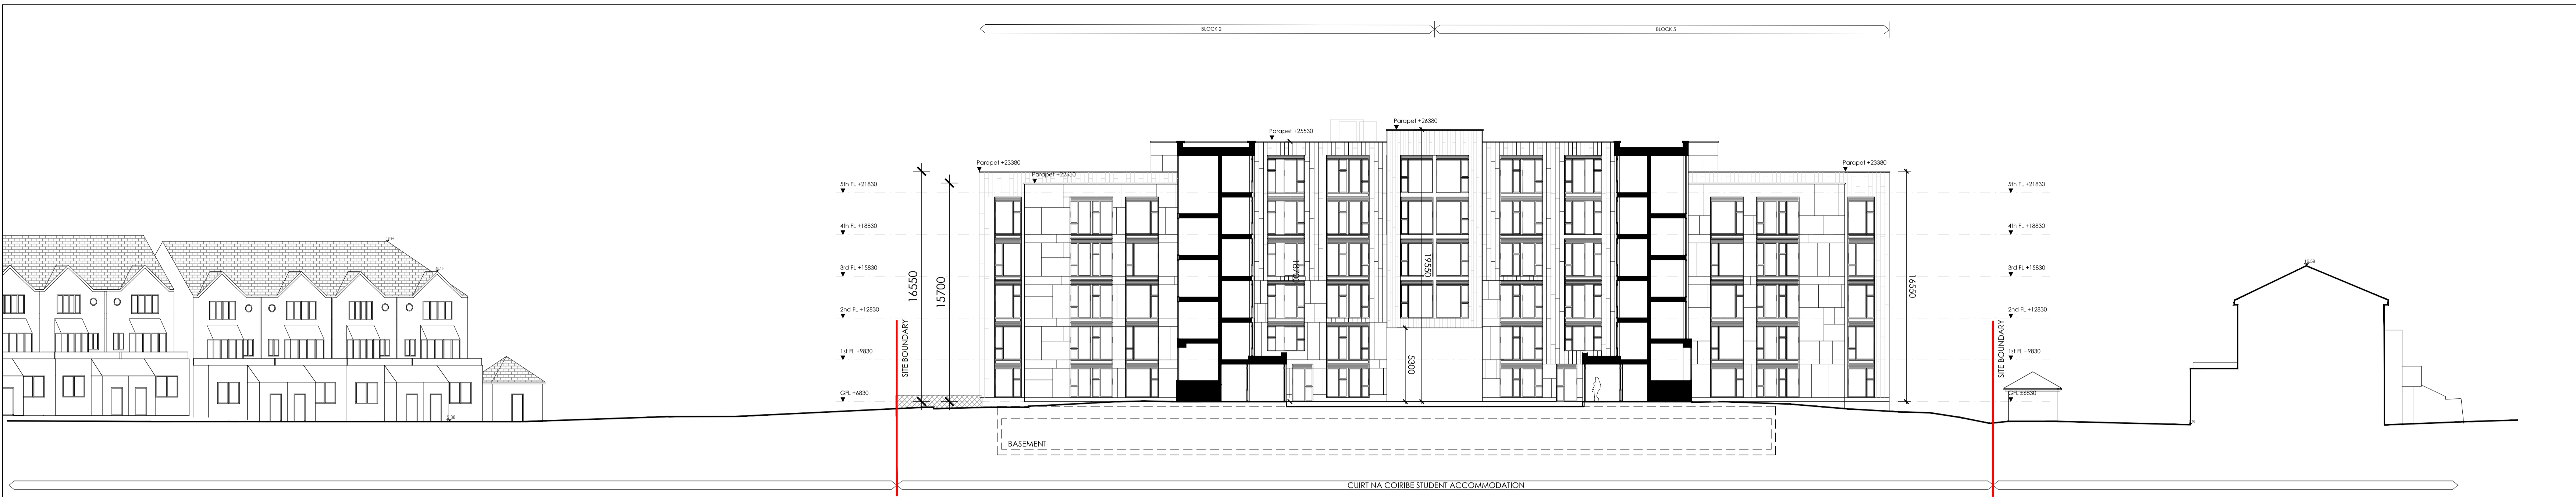 BLOCK 2
BLOCK 5
Parapet +26380
Parapet +25530
Parapet +23380
Parapet +23380
Parapet +22530
5th FL +21830
5th FL +21830
4th FL +18830
4th FL +18830
3rd FL +15830
3rd FL +15830
2nd FL +12830
2nd FL +12830
1st FL +9830
1st FL +9830
GFL +6830
GFL +6830
16550
15700
19550
16550
5300
SITE BOUNDARY
SITE BOUNDARY
BASEMENT
CUIRT NA COIRIBE STUDENT ACCOMMODATION